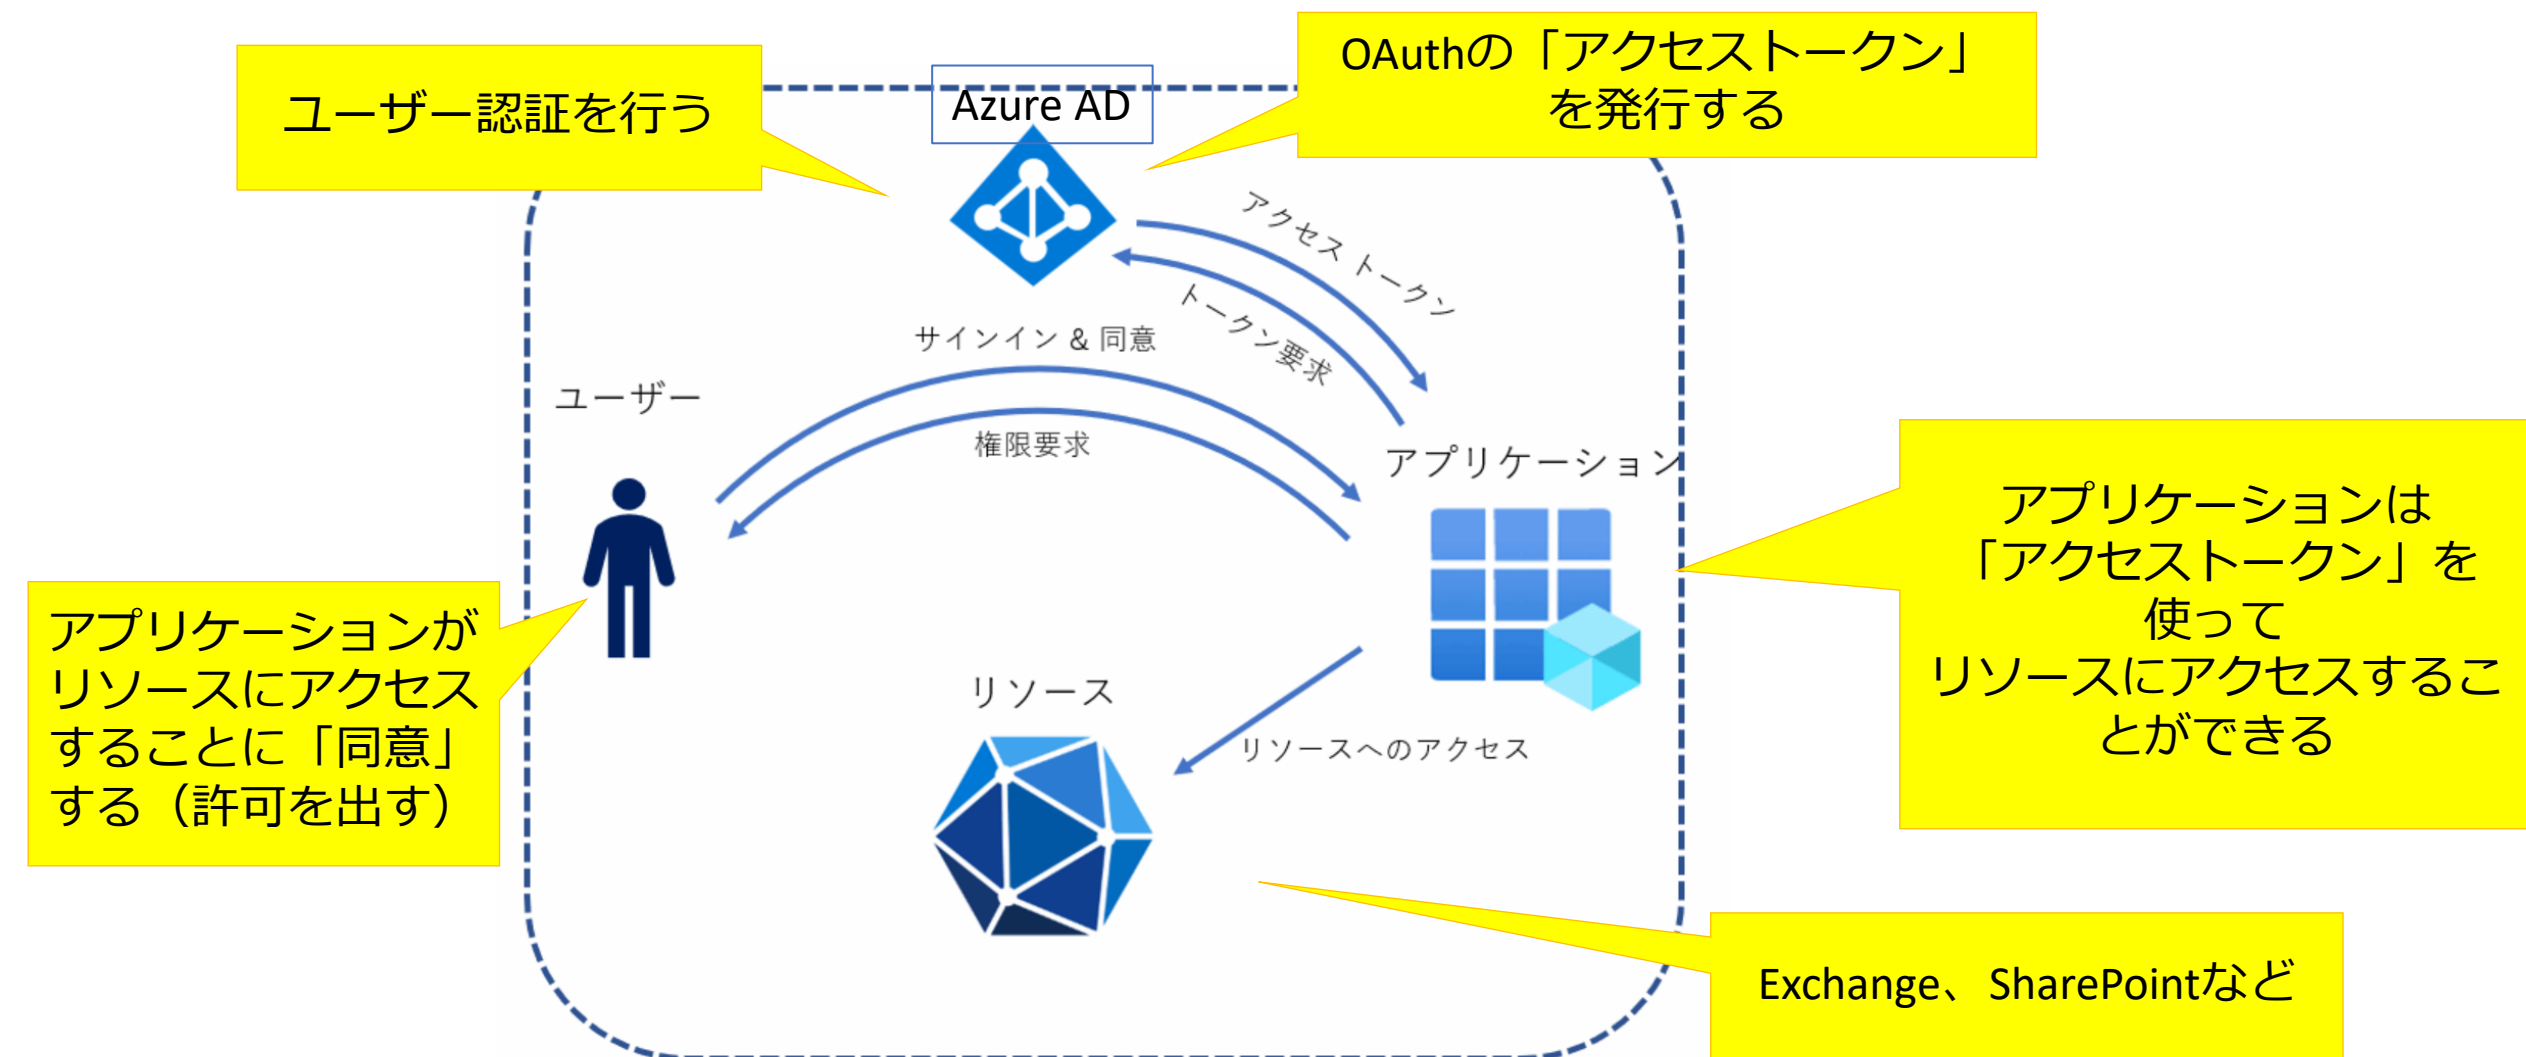 OAuthの「アクセストークン」
を発行する
ユーザー認証を行う
Azure AD
アクセス トークン
トークン要求
サインイン & 同意
ユーザー
権限要求
アプリケーション
アプリケーションは
「アクセストークン」を
使って
リソースにアクセスするこ
とができる
アプリケーションが
リソースにアクセス
することに「同意」
する（許可を出す）
リソース
リソースへのアクセス
Exchange、SharePointなど